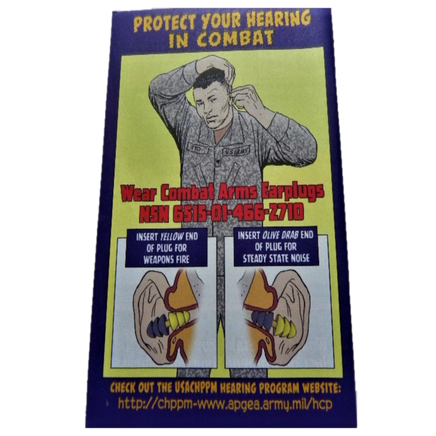 PROTECT YOUR HEARING
IN COMBAT
U.S. ARMY
Wear Combat Arms Earplugs
NSN 6515-01-466-2710
INSERT YELLOW END
OF PLUG FOR
WEAPONS FIRE
INSERT OLIVE DRAB END
OF PLUG FOR
STEADY STATE NOISE
CHECK OUT THE USACHPPM HEARING PROGRAM WEBSITE:
http://chppm-www.apgea.army.mil/hcp